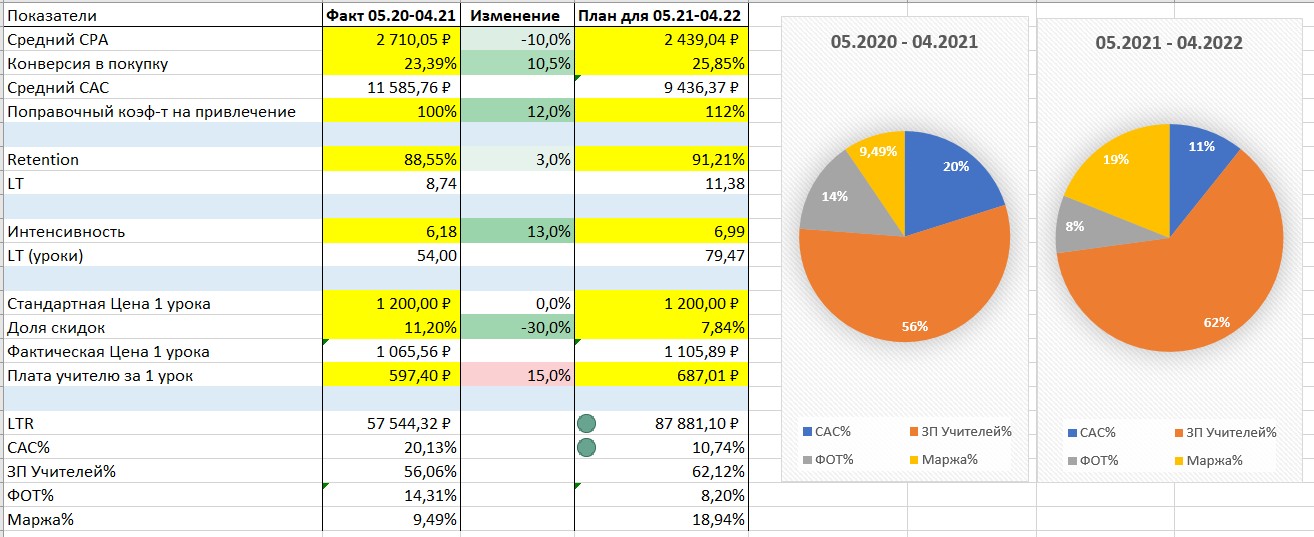 Показатели Факт 05.20-04.21 Изменение План для 05.21-04.22
Средний CPA 2 710,05 ₽ -10,0% 2 439,04 ₽
Конверсия в покупку 23,39% 10,5% 25,85%
Средний CAC 11 585,76 ₽ 9 436,37 ₽
Поправочный коэф-т на привлечение 100% 12,0% 112%
Retention 88,55% 3,0% 91,21%
LT 8,74 11,38
Интенсивность 6,18 13,0% 6,99
LT (уроки) 54,00 79,47
Стандартная Цена 1 урока 1 200,00 ₽ 0,0% 1 200,00 ₽
Доля скидок 11,20% -30,0% 7,84%
Фактическая Цена 1 урока 1 065,56 ₽ 1 105,89 ₽
Плата учителю за 1 урок 597,40 ₽ 15,0% 687,01 ₽
LTR 57 544,32 ₽ 87 881,10 ₽
CAC% 20,13% 10,74%
ЗП Учителей% 56,06% 62,12%
ФОТ% 14,31% 8,20%
Маржа% 9,49% 18,94%
05.2020 - 04.2021
9,49%
20%
14%
56%
CAC% ЗП Учителей%
ФОТ% Маржа%
05.2021 - 04.2022
11%
19%
8%
62%
CAC% ЗП Учителей%
ФОТ% Маржа%